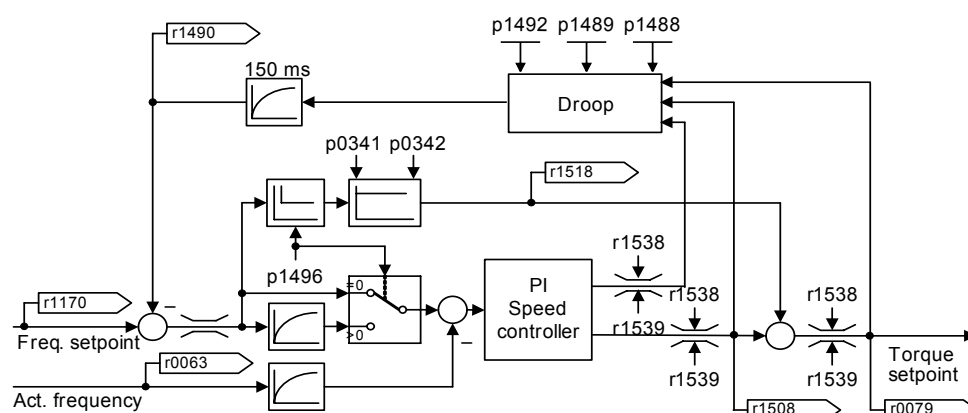 p1492 p1489 p1488
r1490
150 ms
Droop
p0341 p0342
r1518
p1496
=0
>0
PI
Speed
controller
r1538
r1539
r1538
r1539
r1538
r1539
r1170
Freq. setpoint
r0063
Act. frequency
Torque
setpoint
r1508
r0079